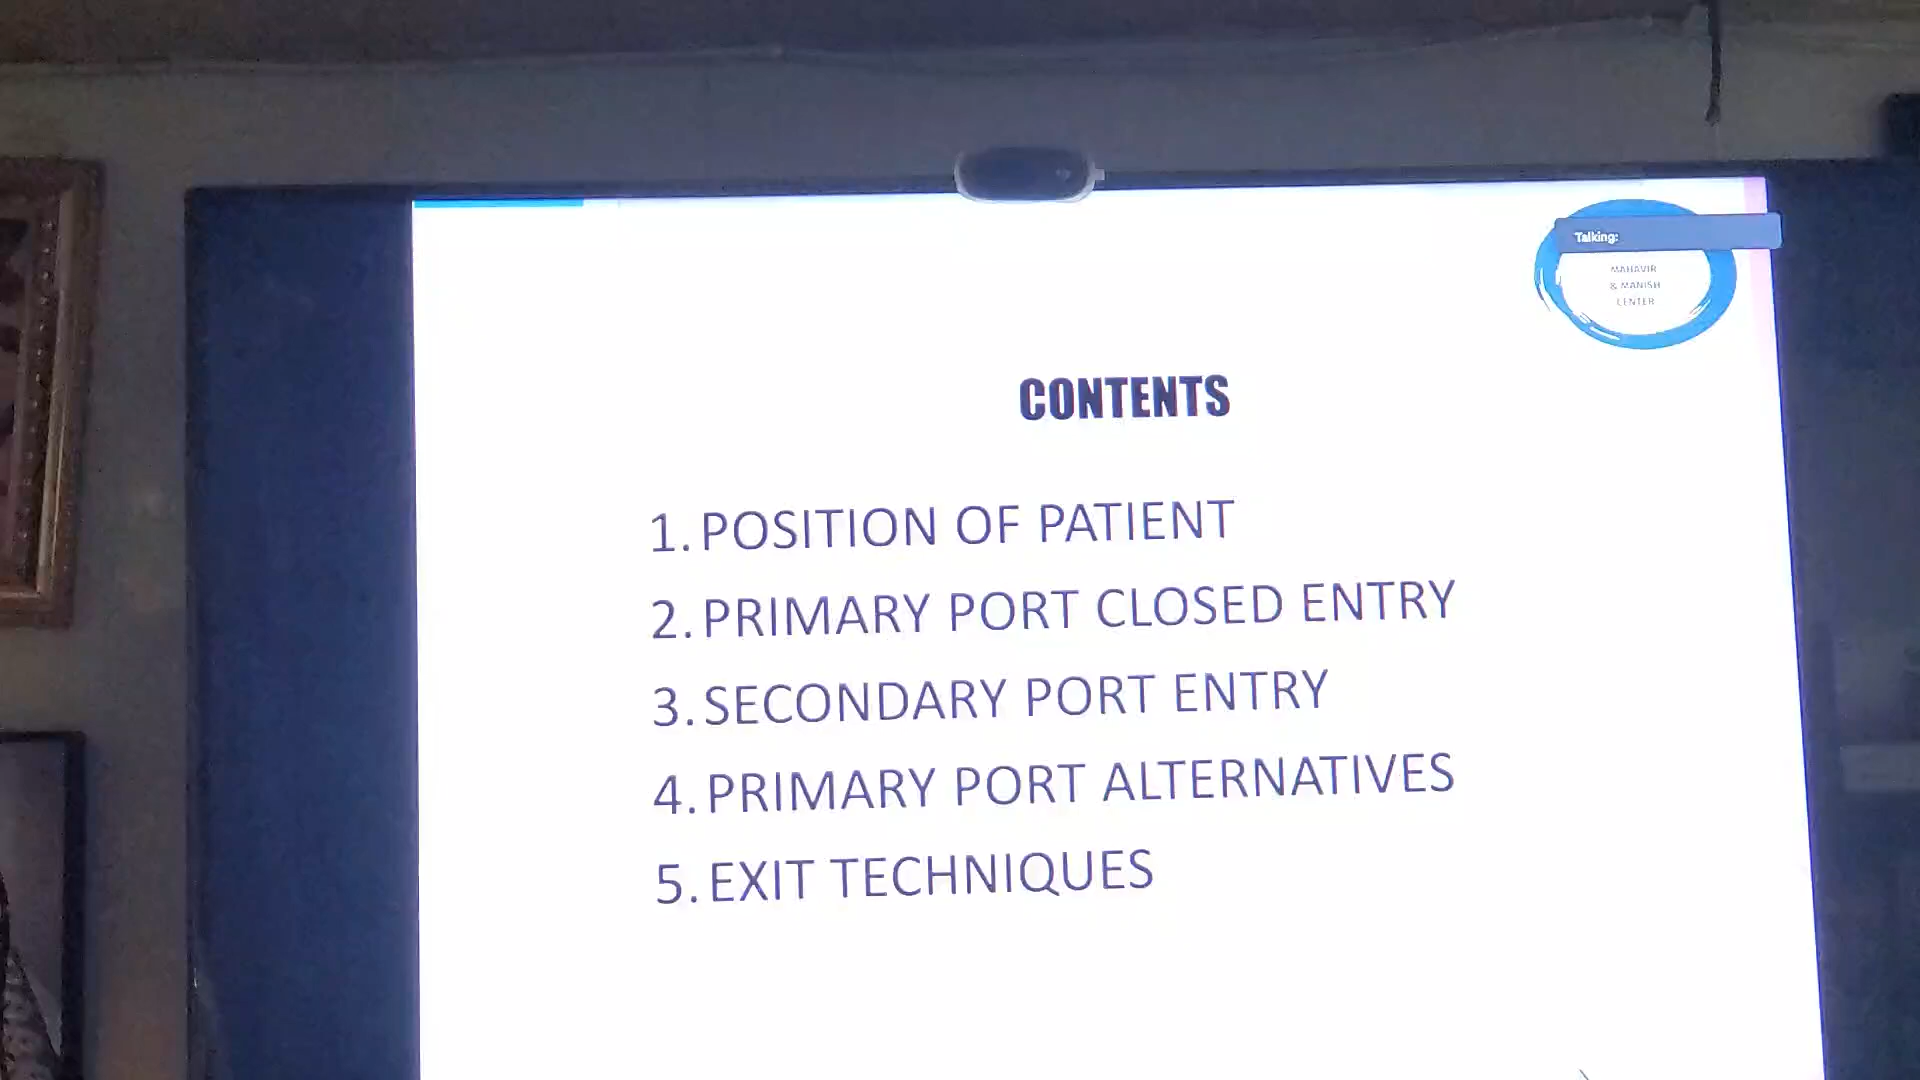 Talking:
MAHAVIR
& MANISH
CENTER
CONTENTS
1. POSITION OF PATIENT
2. PRIMARY PORT CLOSED ENTRY
3. SECONDARY PORT ENTRY
4. PRIMARY PORT ALTERNATIVES
5. EXIT TECHNIQUES